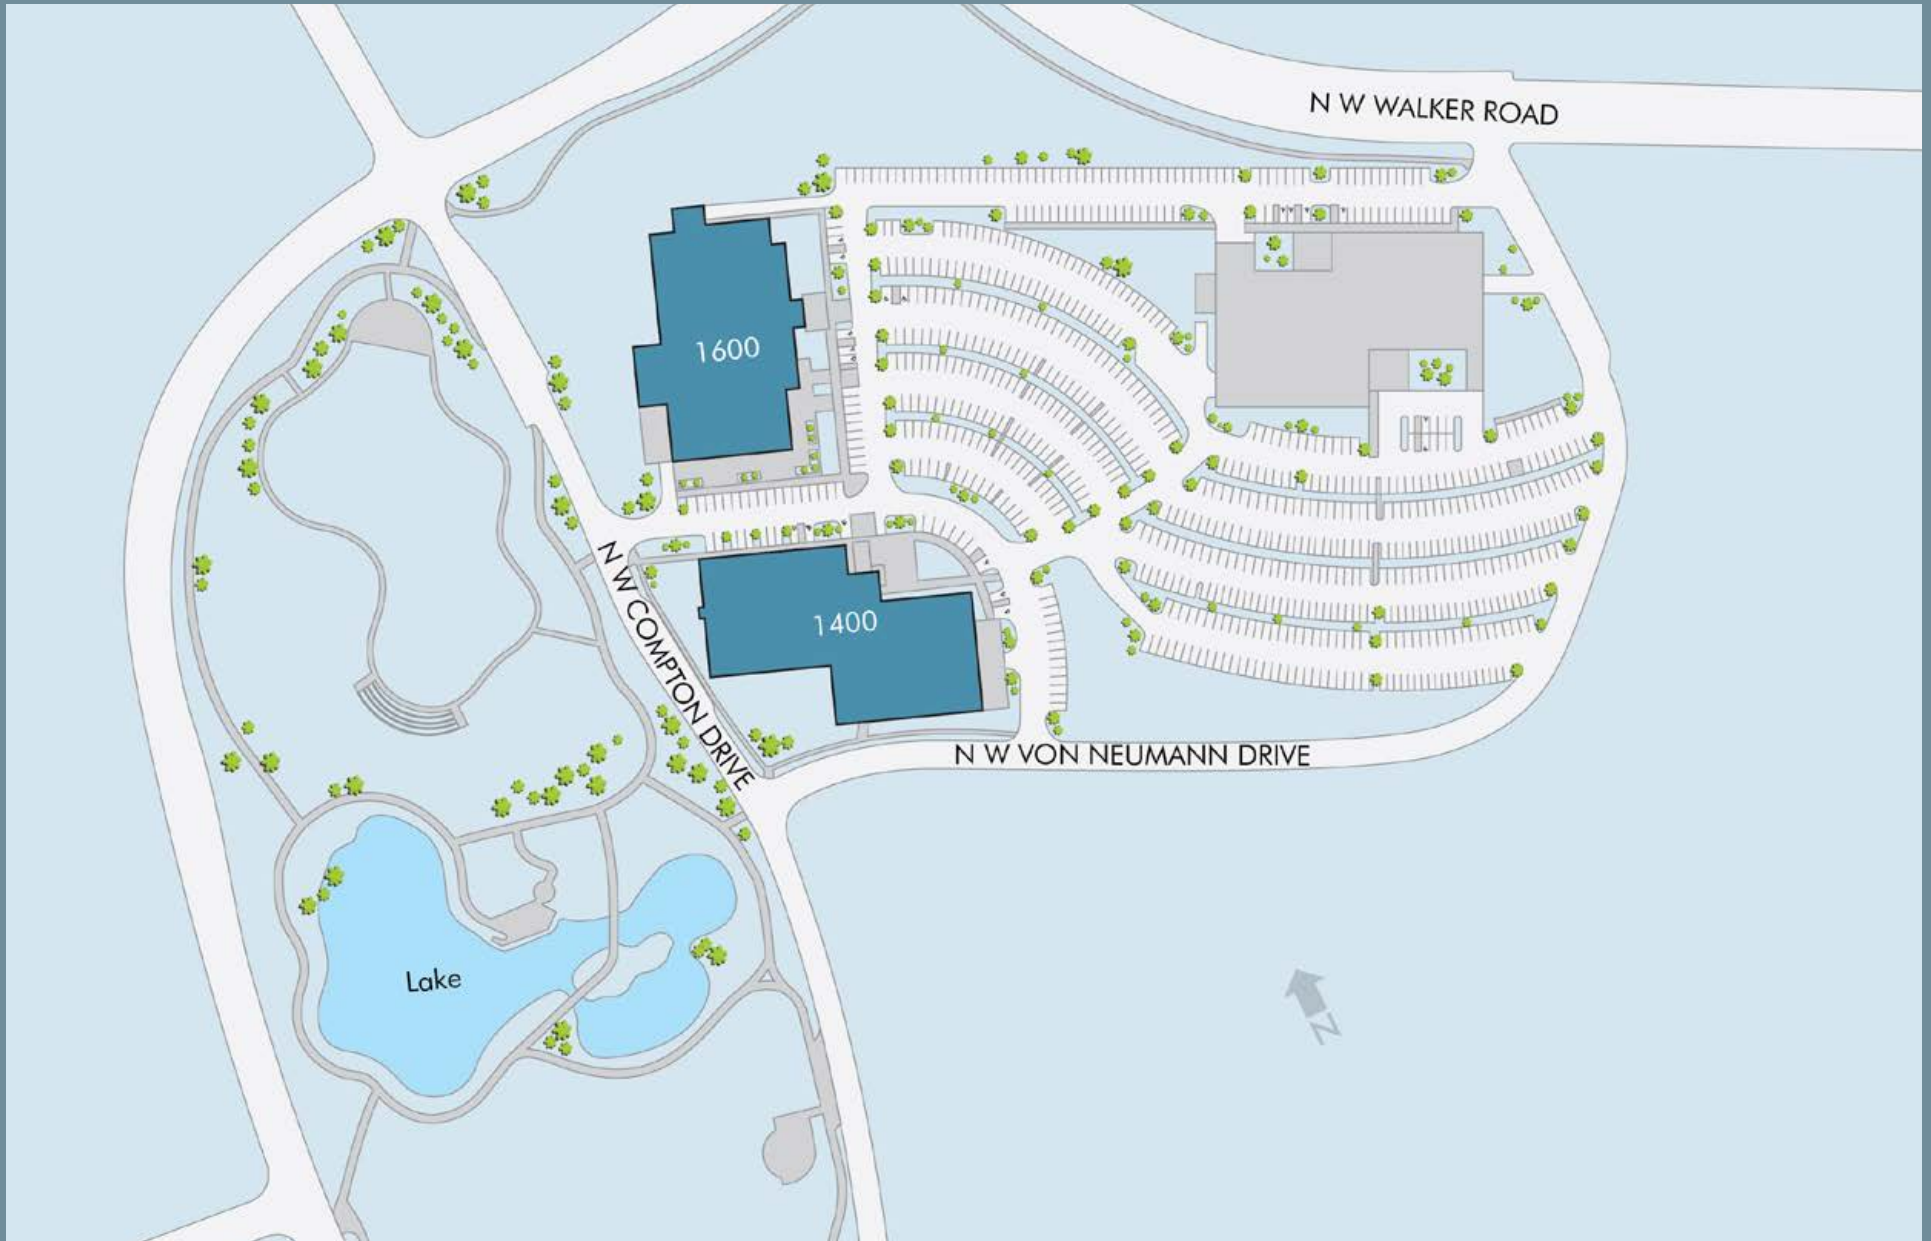 N W WALKER ROAD
1600
1400
N W COMPTON DRIVE
N W VON NEUMANN DRIVE
Lake
N